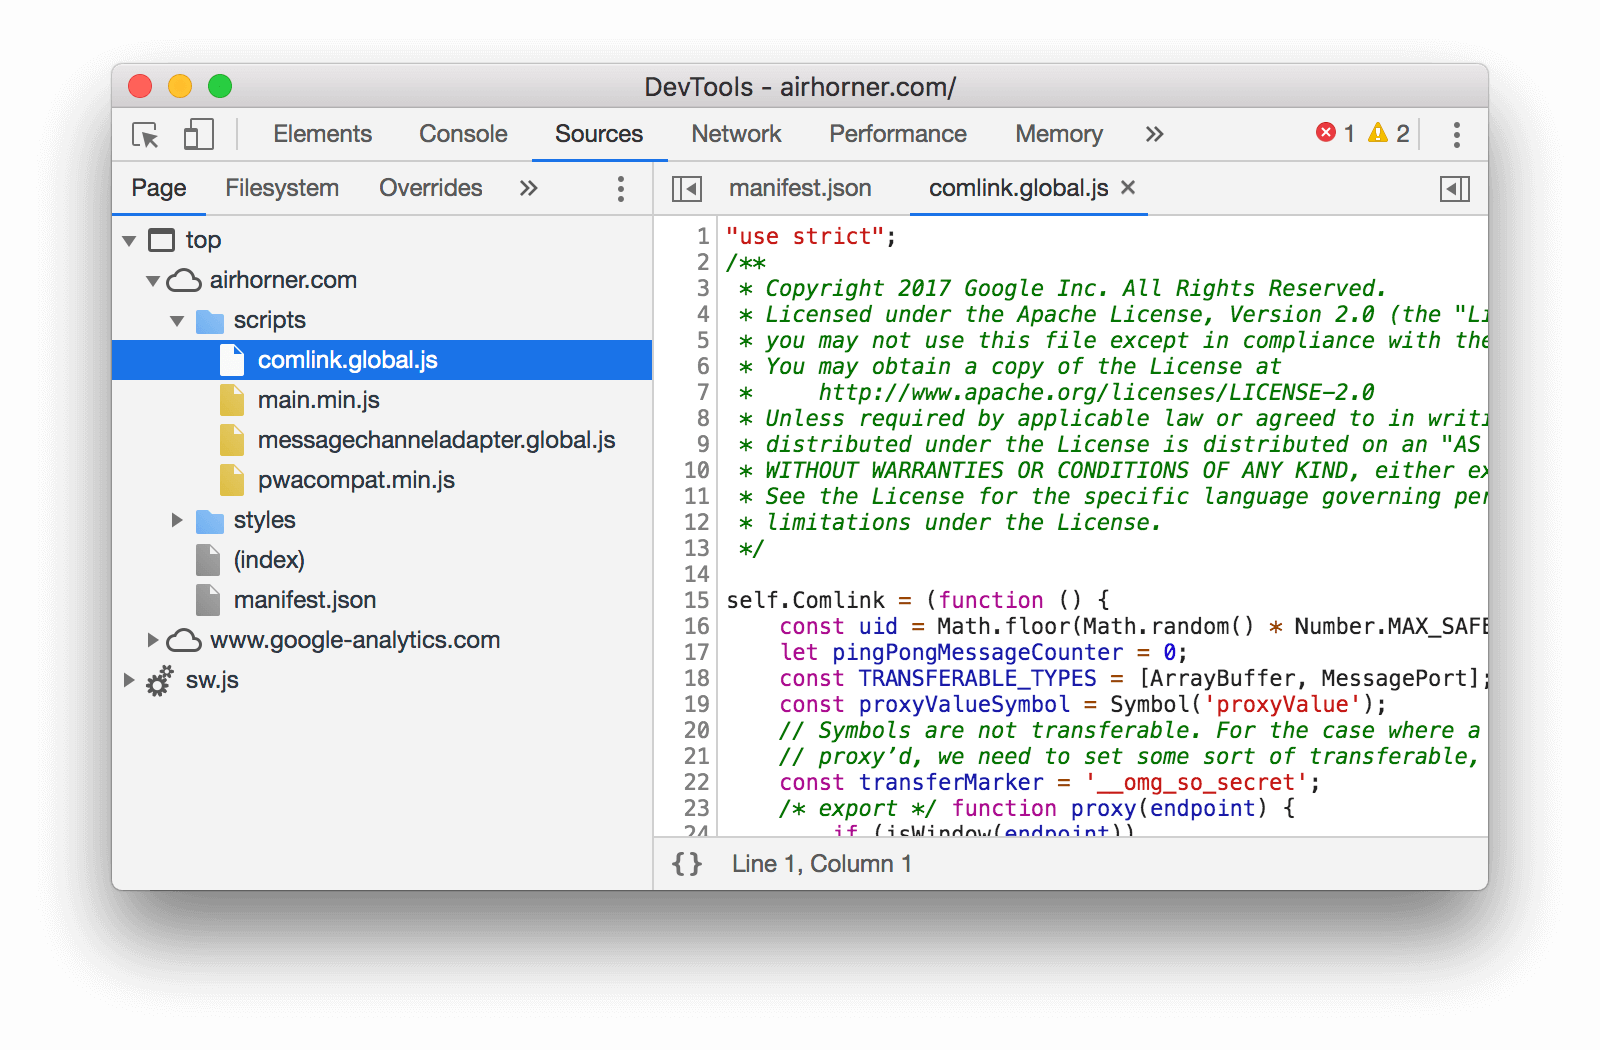 DevTools - airhorner.com/
Elements Console Sources Network Performance Memory » 1 2
Page Filesystem Overrides »
manifest.json comlink.global.js ×
top
airhorner.com
scripts
comlink.global.js
main.min.js
messagechanneladapter.global.js
pwacompat.min.js
styles
(index)
manifest.json
www.google-analytics.com
sw.js
1 "use strict";
2 /**
3 * Copyright 2017 Google Inc. All Rights Reserved.
4 * Licensed under the Apache License, Version 2.0 (the "Li
5 * you may not use this file except in compliance with the
6 * You may obtain a copy of the License at
7 *     http://www.apache.org/licenses/LICENSE-2.0
8 * Unless required by applicable law or agreed to in writi
9 * distributed under the License is distributed on an "AS
10 * WITHOUT WARRANTIES OR CONDITIONS OF ANY KIND, either ex
11 * See the License for the specific language governing per
12 * limitations under the License.
13 */
14
15 self.Comlink = (function () {
16     const uid = Math.floor(Math.random() * Number.MAX_SAFE
17     let pingPongMessageCounter = 0;
18     const TRANSFERABLE_TYPES = [ArrayBuffer, MessagePort];
19     const proxyValueSymbol = Symbol('proxyValue');
20     // Symbols are not transferable. For the case where a
21     // proxy’d, we need to set some sort of transferable,
22     const transferMarker = '__omg_so_secret';
23     /* export */ function proxy(endpoint) {
24         if (isWindow(endpoint))
{} Line 1, Column 1